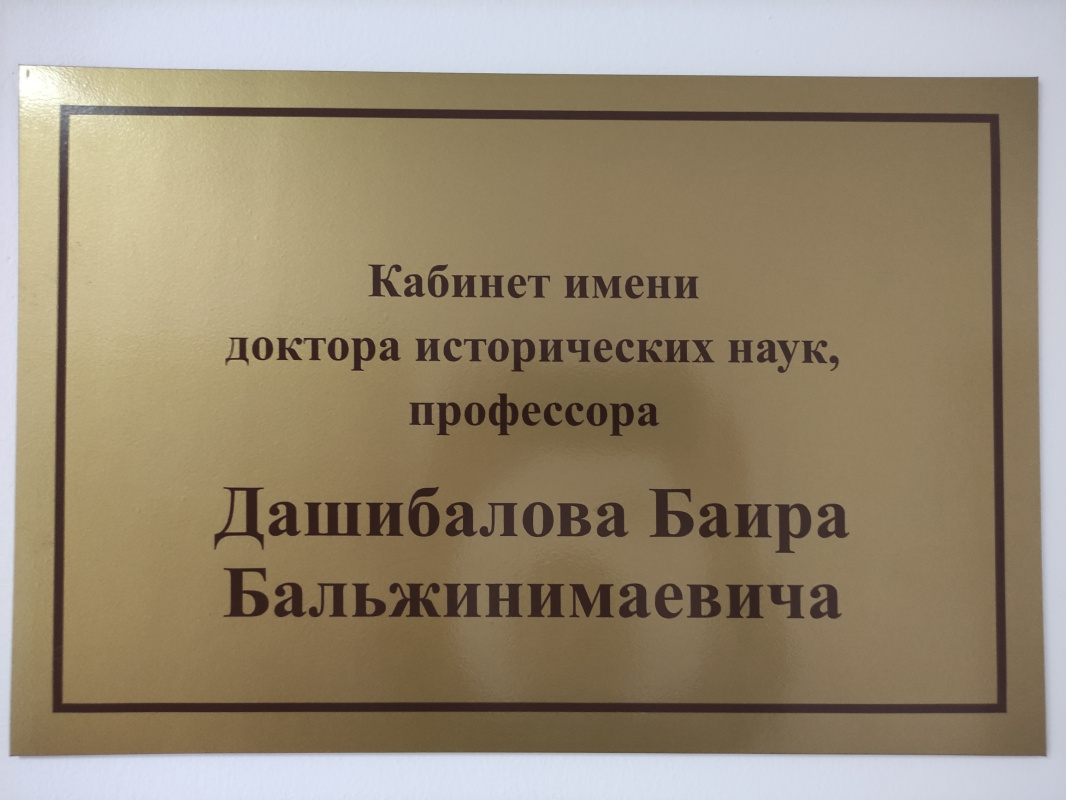 Кабинет имени
доктора исторических наук,
профессора
Дашибалова Баира
Бальжинимаевича